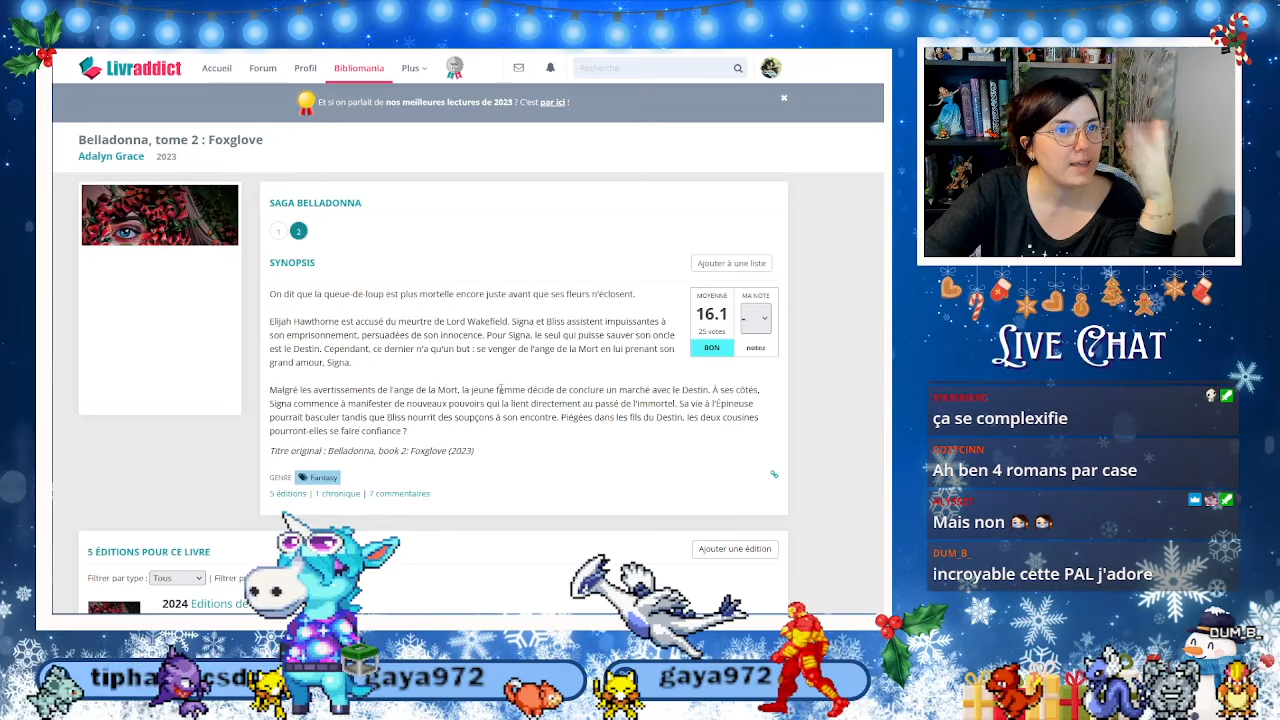 Livraddict
Accueil Forum Profil Bibliomania Plus
Recherche
Et si on parlait de nos meilleures lectures de 2023 ? C'est par ici !
Belladonna, tome 2 : Foxglove
Adalyn Grace 2023
SAGA BELLADONNA
1 2
SYNOPSIS
Ajouter à une liste
On dit que la queue-de-loup est plus mortelle encore juste avant que ses fleurs n'éclosent.
MOYENNE MA NOTE
16.1 -
25 votes
BON notez
Elijah Hawthorne est accusé du meurtre de Lord Wakefield. Signa et Bliss assistent impuissantes à
son emprisonnement, persuadées de son innocence. Pour Signa, le seul qui puisse sauver son oncle
est le Destin. Cependant, ce dernier n'a qu'un but : se venger de l'ange de la Mort en lui prenant son
grand amour, Signa.
Malgré les avertissements de l'ange de la Mort, la jeune femme décide de conclure un marché avec le Destin. À ses côtés,
Signa commence à manifester de nouveaux pouvoirs qui la lient directement au passé de l'immortel. Sa vie à l'Épineuse
pourrait basculer tandis que Bliss nourrit des soupçons à son encontre. Piégées dans les fils du Destin, les deux cousines
pourront-elles se faire confiance ?
Titre original : Belladonna, book 2: Foxglove (2023)
GENRE Fantasy
5 éditions | 1 chronique | 7 commentaires
5 ÉDITIONS POUR CE LIVRE
Ajouter une édition
Filtrer par type : Tous | Filtrer p
2024 Editions de
LIVE CHAT
ça se complexifie
COZTCINN
Ah ben 4 romans par case
Mais non
DUM_B_
incroyable cette PAL j'adore
DUM_B_
tipha csd
gaya972
gaya972